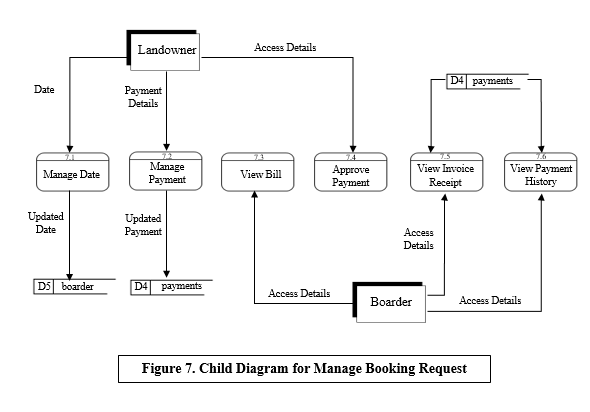 Landowner
Access Details
Date
Payment
Details
D4 payments
7.1
Manage Date
7.2
Manage
Payment
7.3
View Bill
7.4
Approve
Payment
7.5
View Invoice
Receipt
7.6
View Payment
History
Updated
Date
Updated
Payment
Access
Details
D5 boarder
D4 payments
Access Details
Boarder
Access Details
Figure 7. Child Diagram for Manage Booking Request